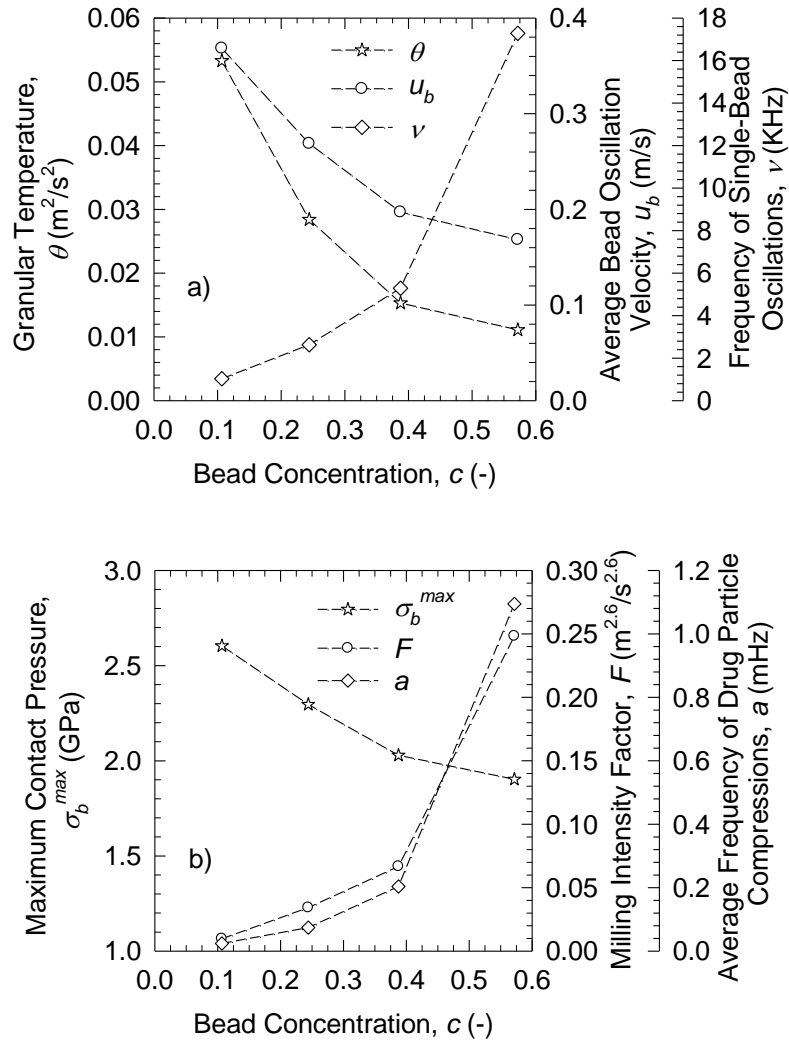 0.06
0.05
0.04
0.03
0.02
0.01
0.00
Granular Temperature,
θ (m²/s²)
θ
u_b
ν
a)
0.4
0.3
0.2
0.1
0.0
Average Bead Oscillation
Velocity, u_b (m/s)
18
16
14
12
10
8
6
4
2
0
Frequency of Single-Bead
Oscillations, ν (KHz)
0.0 0.1 0.2 0.3 0.4 0.5 0.6
Bead Concentration, c (-)
3.0
2.5
2.0
1.5
1.0
Maximum Contact Pressure,
σ_b^max (GPa)
σ_b^max
F
a
b)
0.30
0.25
0.20
0.15
0.10
0.05
0.00
Milling Intensity Factor, F (m^2.6/s^2.6)
1.2
1.0
0.8
0.6
0.4
0.2
0.0
Average Frequency of Drug Particle
Compressions, a (mHz)
0.0 0.1 0.2 0.3 0.4 0.5 0.6
Bead Concentration, c (-)